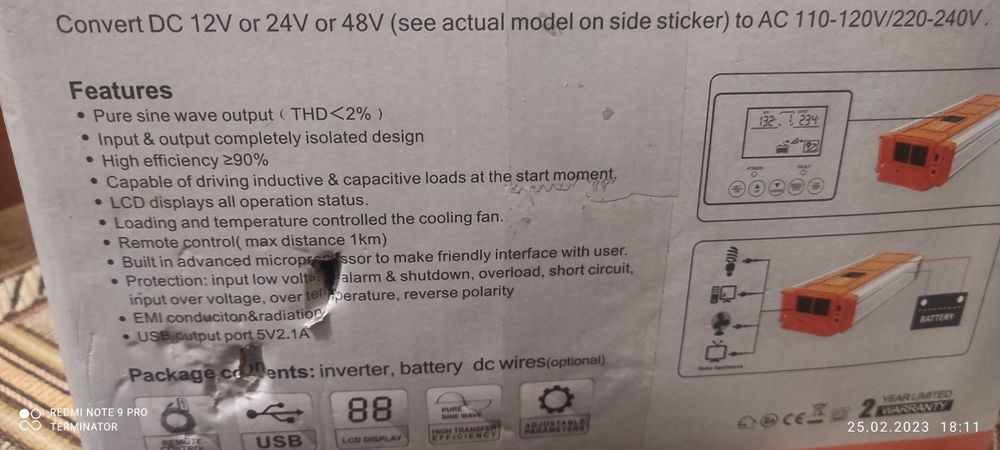 Convert DC 12V or 24V or 48V (see actual model on side sticker) to AC 110-120V/220-240V.
Features
• Pure sine wave output ( THD<2% )
• Input & output completely isolated design
• High efficiency ≥90%
• Capable of driving inductive & capacitive loads at the start moment.
• LCD displays all operation status.
• Loading and temperature controlled the cooling fan.
• Remote control( max distance 1km)
• Built in advanced microprocessor to make friendly interface with user.
• Protection: input low voltage alarm & shutdown, overload, short circuit,
input over voltage, over temperature, reverse polarity
• EMI conduciton&radiation
• USB output port 5V2.1A
Package contents: inverter, battery dc wires(optional)
REMOTE CONTROL
USB
88
LCD DISPLAY
PURE
SINE WAVE
HIGH TRANSFER
EFFICIENCY
ADJUSTABLE
PARAMETERS
132 234
POWER FAULT
BATTERY
Home Appliances
CE
2 YEAR LIMITED
WARRANTY
REDMI NOTE 9 PRO
TERMINATOR
25.02.2023 18:11